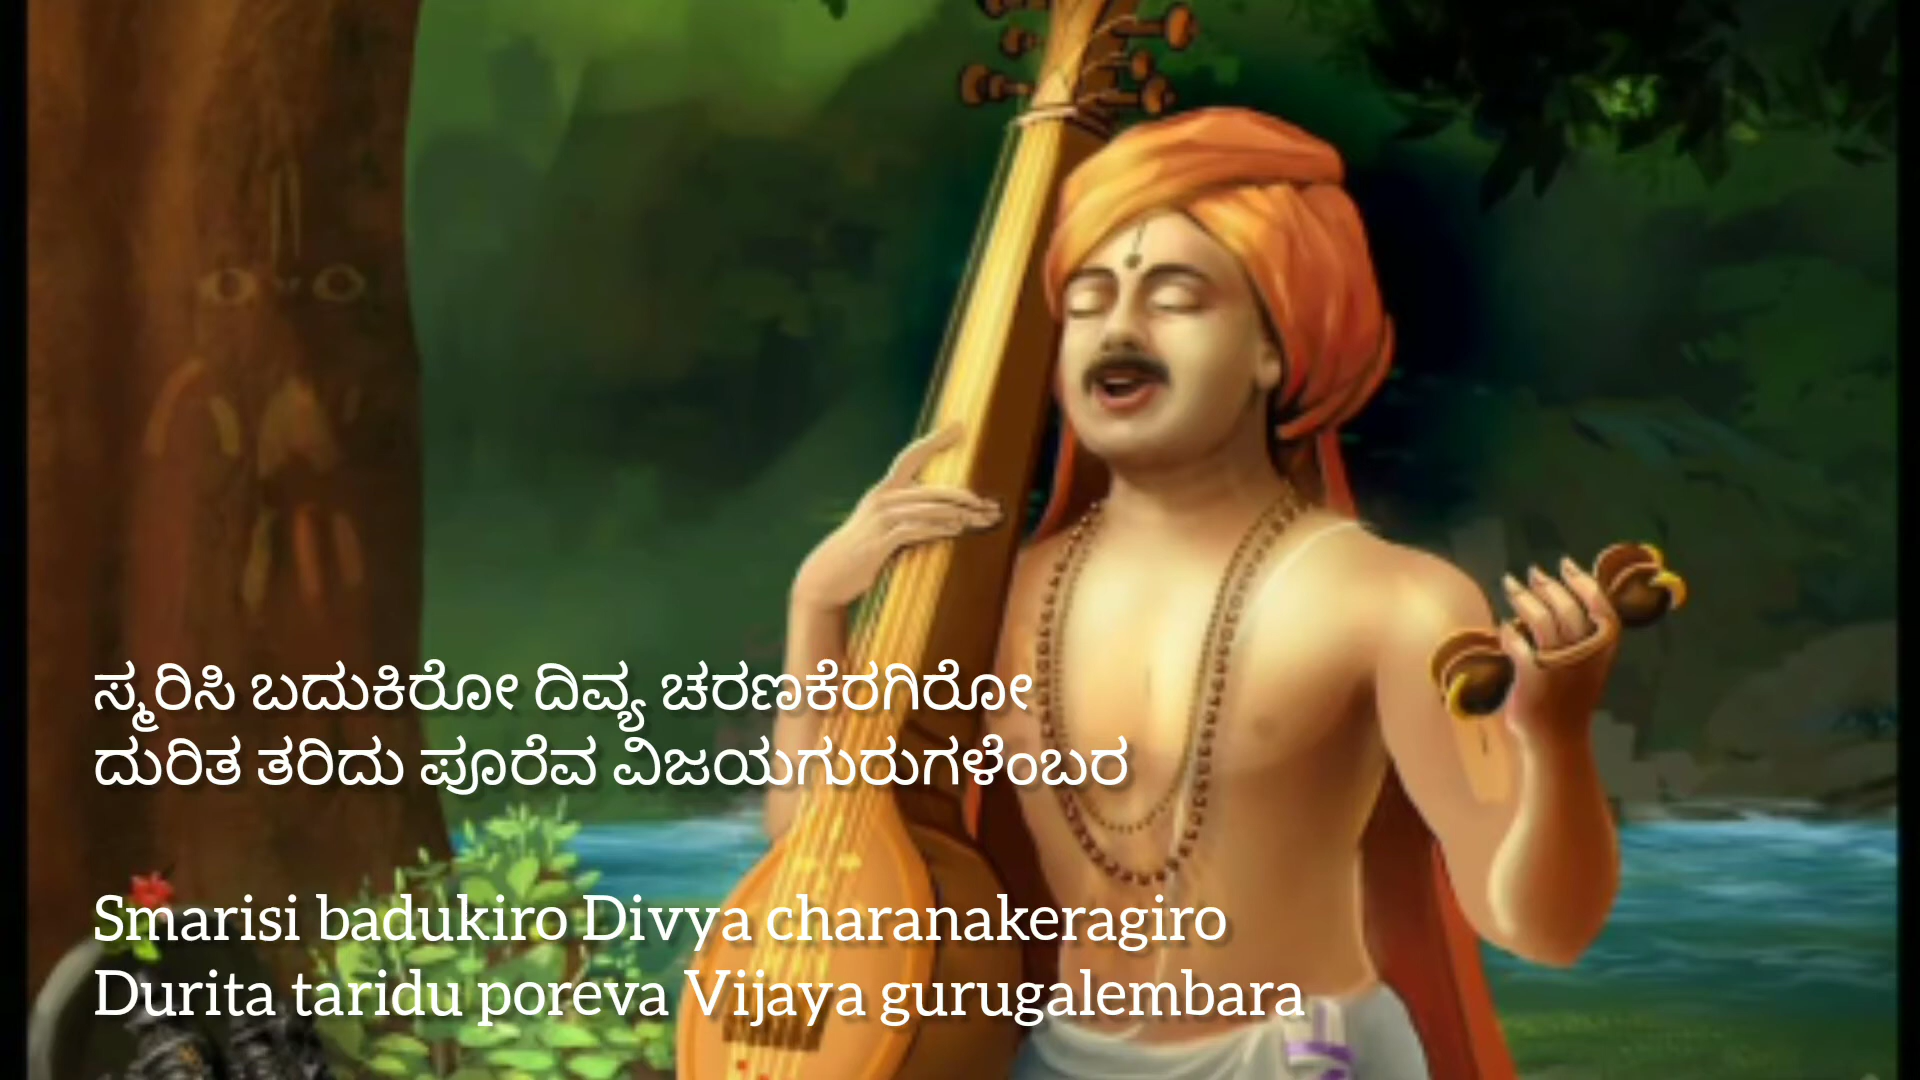 ಸ್ಮರಿಸಿ ಬದುಕಿರೋ ದಿವ್ಯ ಚರಣಕೆರಗಿರೋ
ದುರಿತ ತರಿದು ಪೂರೆವ ವಿಜಯಗುರುಗಳೆಂಬರ
Smarisi badukiro Divya charanakeragiro
Durita taridu poreva Vijaya gurugalembara